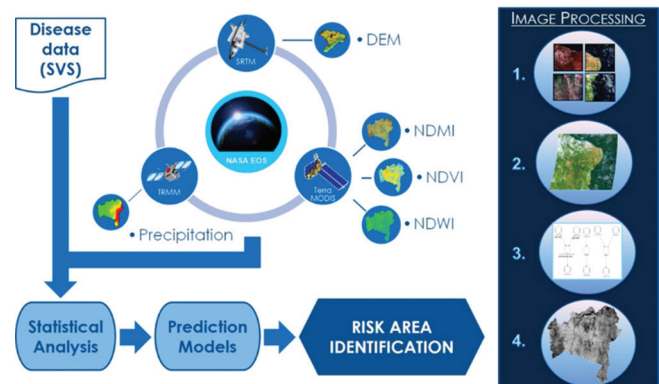 Disease
data
(SVS)
SRTM
• DEM
NASA EOS
TRMM
• Precipitation
Terra
MODIS
• NDMI
• NDVI
• NDWI
Statistical
Analysis
Prediction
Models
RISK AREA
IDENTIFICATION
IMAGE PROCESSING
1.
2.
3.
4.